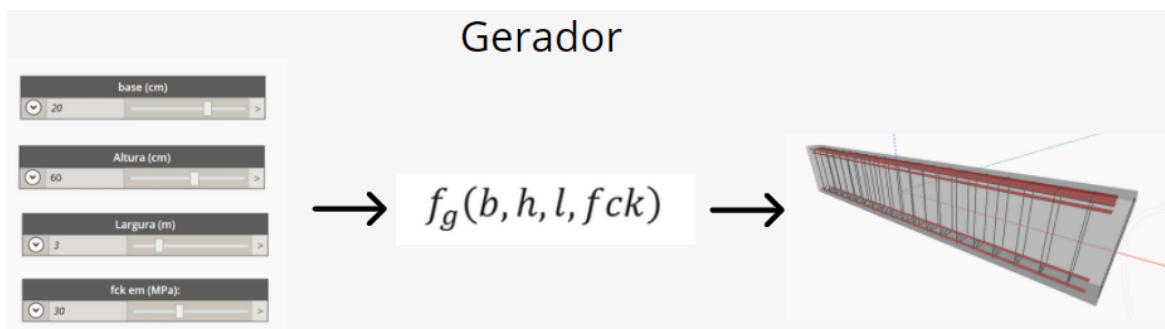 Gerador
base (cm)
20
>
Altura (cm)
60
>
Largura (m)
3
>
fck em (MPa):
30
>
f_g(b, h, l, fck)